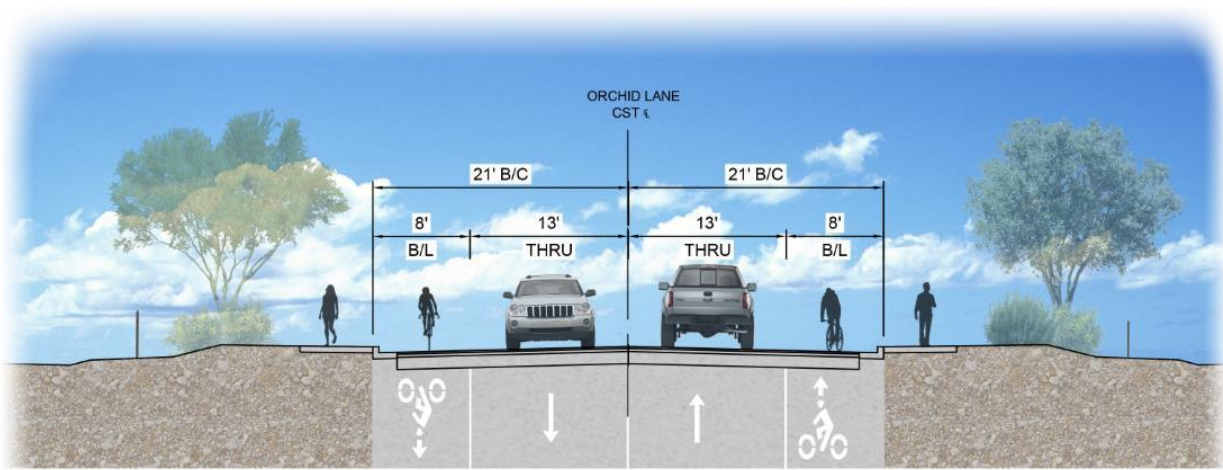 ORCHID LANE
CST ℄
21' B/C
21' B/C
8'
13'
13'
8'
B/L
THRU
THRU
B/L